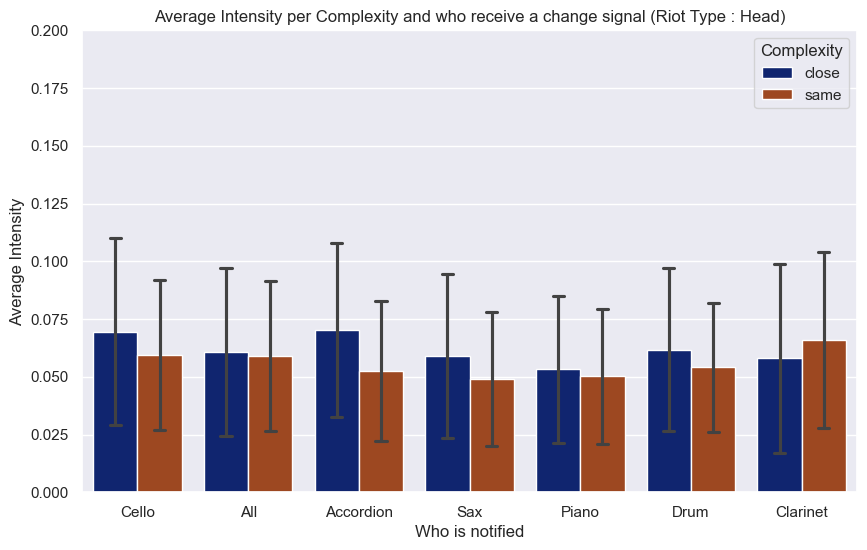 Average Intensity per Complexity and who receive a change signal (Riot Type : Head)
0.200
0.175
0.150
0.125
0.100
0.075
0.050
0.025
0.000
Average Intensity
Complexity
close
same
Cello All Accordion Sax Piano Drum Clarinet
Who is notified